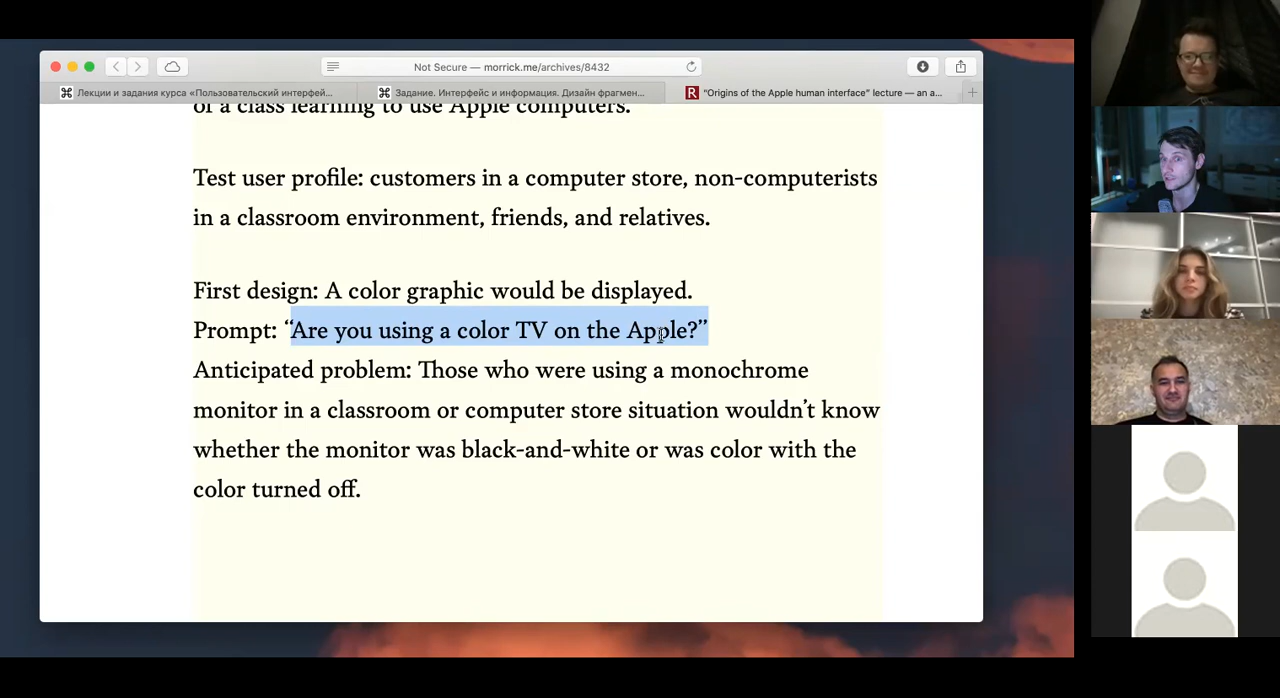 Not Secure — morrick.me/archives/8432
Лекции и задания курса «Пользовательский интерфей...
Задание. Интерфейс и информация. Дизайн фрагмен...
R "Origins of the Apple human interface" lecture — an a...
of a class learning to use Apple computers.
Test user profile: customers in a computer store, non-computerists
in a classroom environment, friends, and relatives.
First design: A color graphic would be displayed.
Prompt: “Are you using a color TV on the Apple?”
Anticipated problem: Those who were using a monochrome
monitor in a classroom or computer store situation wouldn’t know
whether the monitor was black-and-white or was color with the
color turned off.